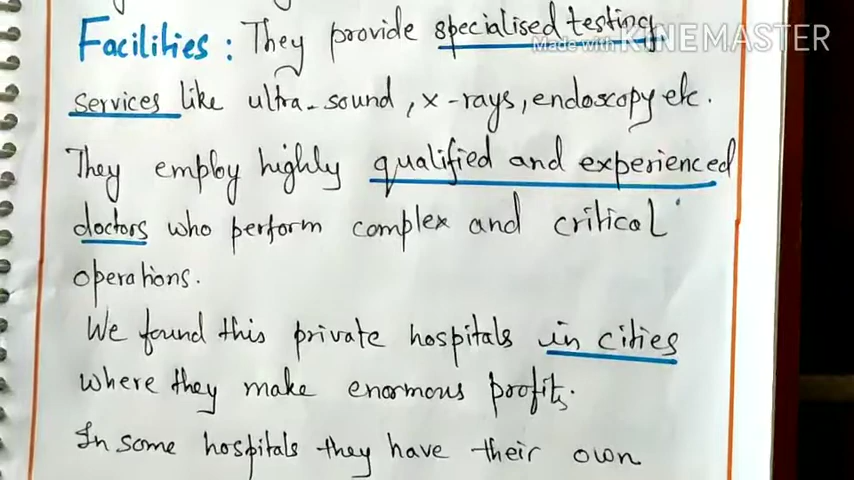 Facilities : They provide specialised testing
Made with KINEMASTER
services like ultra-sound, x-rays, endoscopy etc.
They employ highly qualified and experienced
doctors who perform complex and critical
operations.
We found this private hospitals in cities
where they make enormous profits.
In some hospitals they have their own